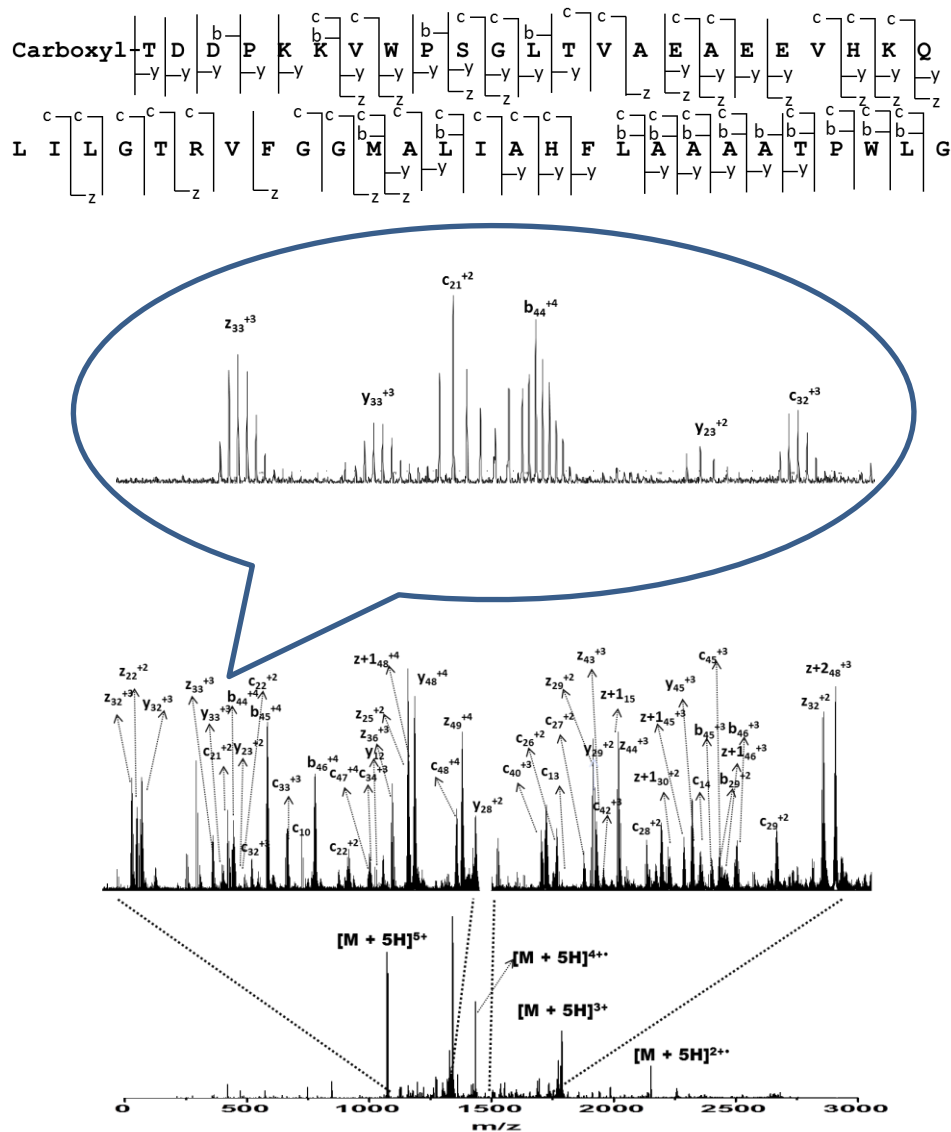 c c c c c c c c c c c c c c
b b b b
Carboxyl-T D D P K K V W P S G L T V A E A E E V H K Q
y y y y y y y y y y y y y y y
z z z z z z z z
c c c c c c c c c c c c c c c c c c c c
b b b b b b b b b b b
L I L G T R V F G G M A L I A H F L A A A A T P W L G
y y y y y y y y y y
z z z z z
c21+2
z33+3
b44+4
y33+3
c32+3
y23+2
z22+2
z32+3
y32+3
z33+3
y33+3
c21+2
b44+4
c22+2
b45+4
y23+2
c32+3
c33+3
c10
b46+4
c22+2
c47+4
z25+2
z36+3
y12
c34+3
z+148+4
y48+4
c48+4
z49+4
y28+2
c40+3
c26+2
c13
c27+2
z29+2
z43+3
y29+2
c42+3
z+115
z44+3
c28+2
z+130+2
z+145+3
y45+3
c14
c45+3
b45+3
b46+3
z+146+3
b29+2
c29+2
z32+2
z+248+3
[M + 5H]5+
[M + 5H]4+•
[M + 5H]3+
[M + 5H]2+•
0 500 1000 1500 2000 2500 3000
m/z